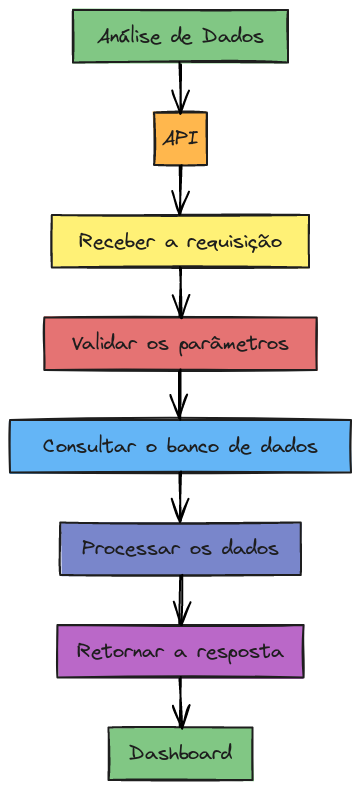 Análise de Dados
API
Receber a requisição
Validar os parâmetros
Consultar o banco de dados
Processar os dados
Retornar a resposta
Dashboard